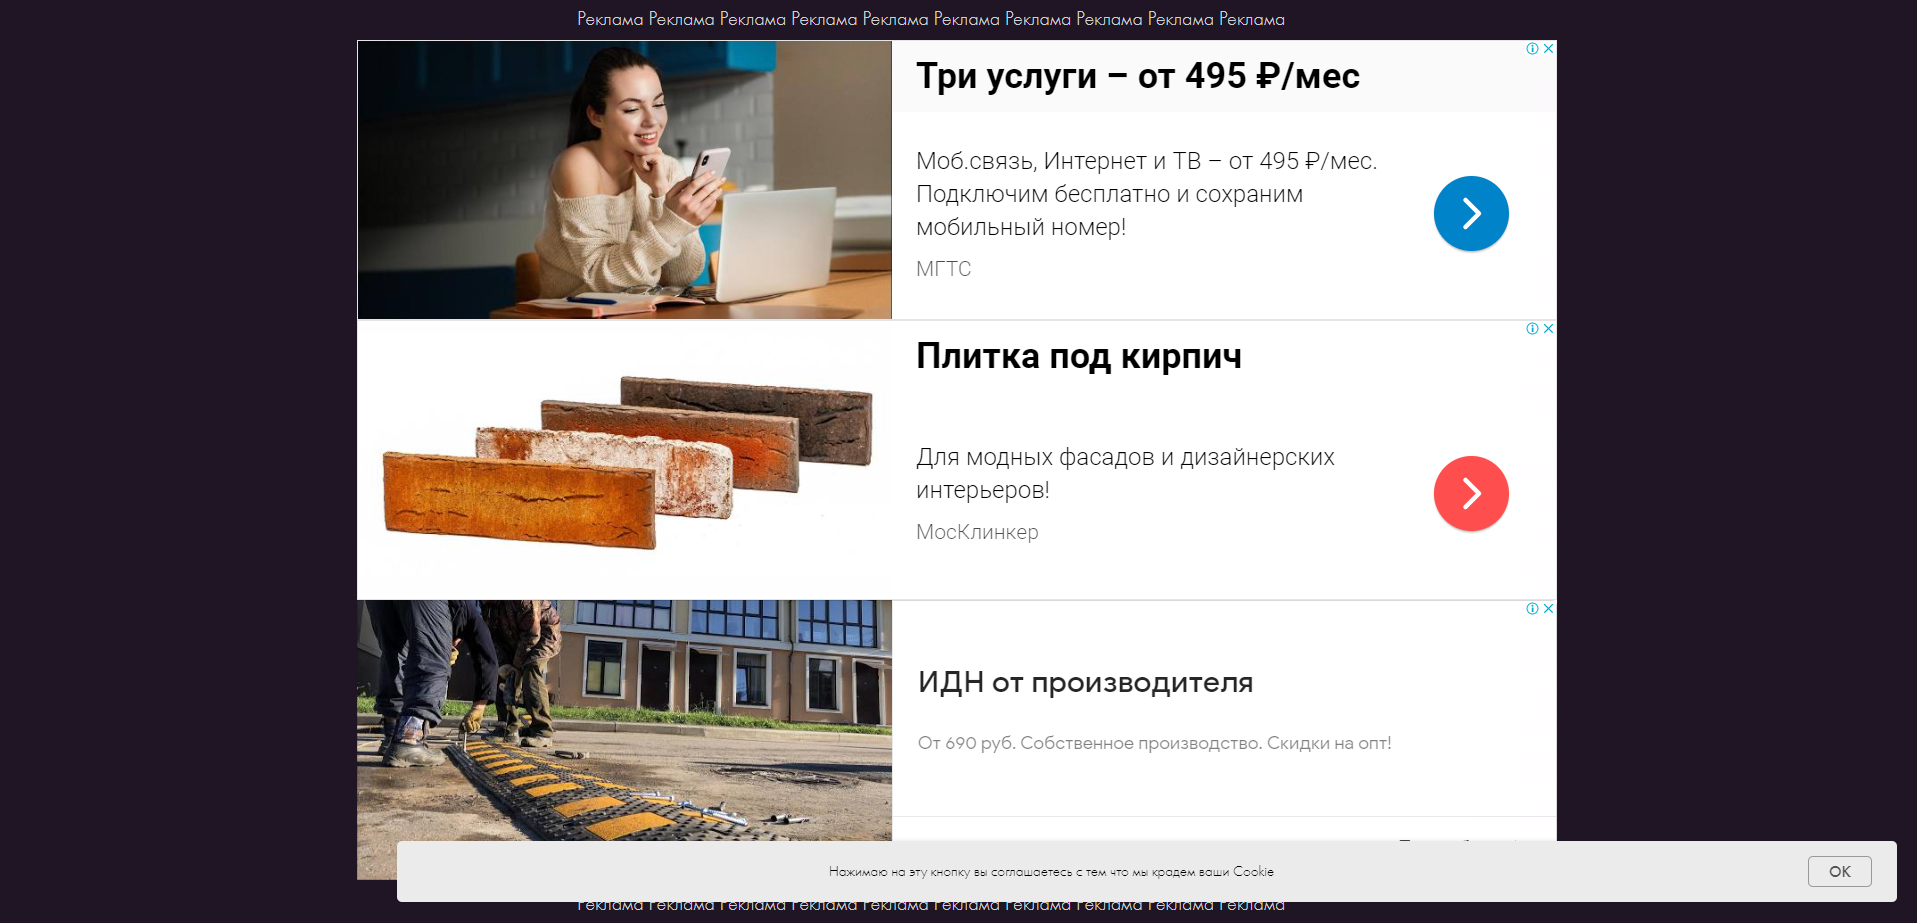 Реклама Реклама Реклама Реклама Реклама Реклама Реклама Реклама Реклама Реклама
Три услуги – от 495 ₽/мес
Моб.связь, Интернет и ТВ – от 495 ₽/мес.
Подключим бесплатно и сохраним
мобильный номер!
МГТС
Плитка под кирпич
Для модных фасадов и дизайнерских
интерьеров!
МосКлинкер
ИДН от производителя
От 690 руб. Собственное производство. Скидки на опт!
Нажимаю на эту кнопку вы соглашаетесь с тем что мы крадем ваши Cookie
OK
Реклама Реклама Реклама Реклама Реклама Реклама Реклама Реклама Реклама Реклама